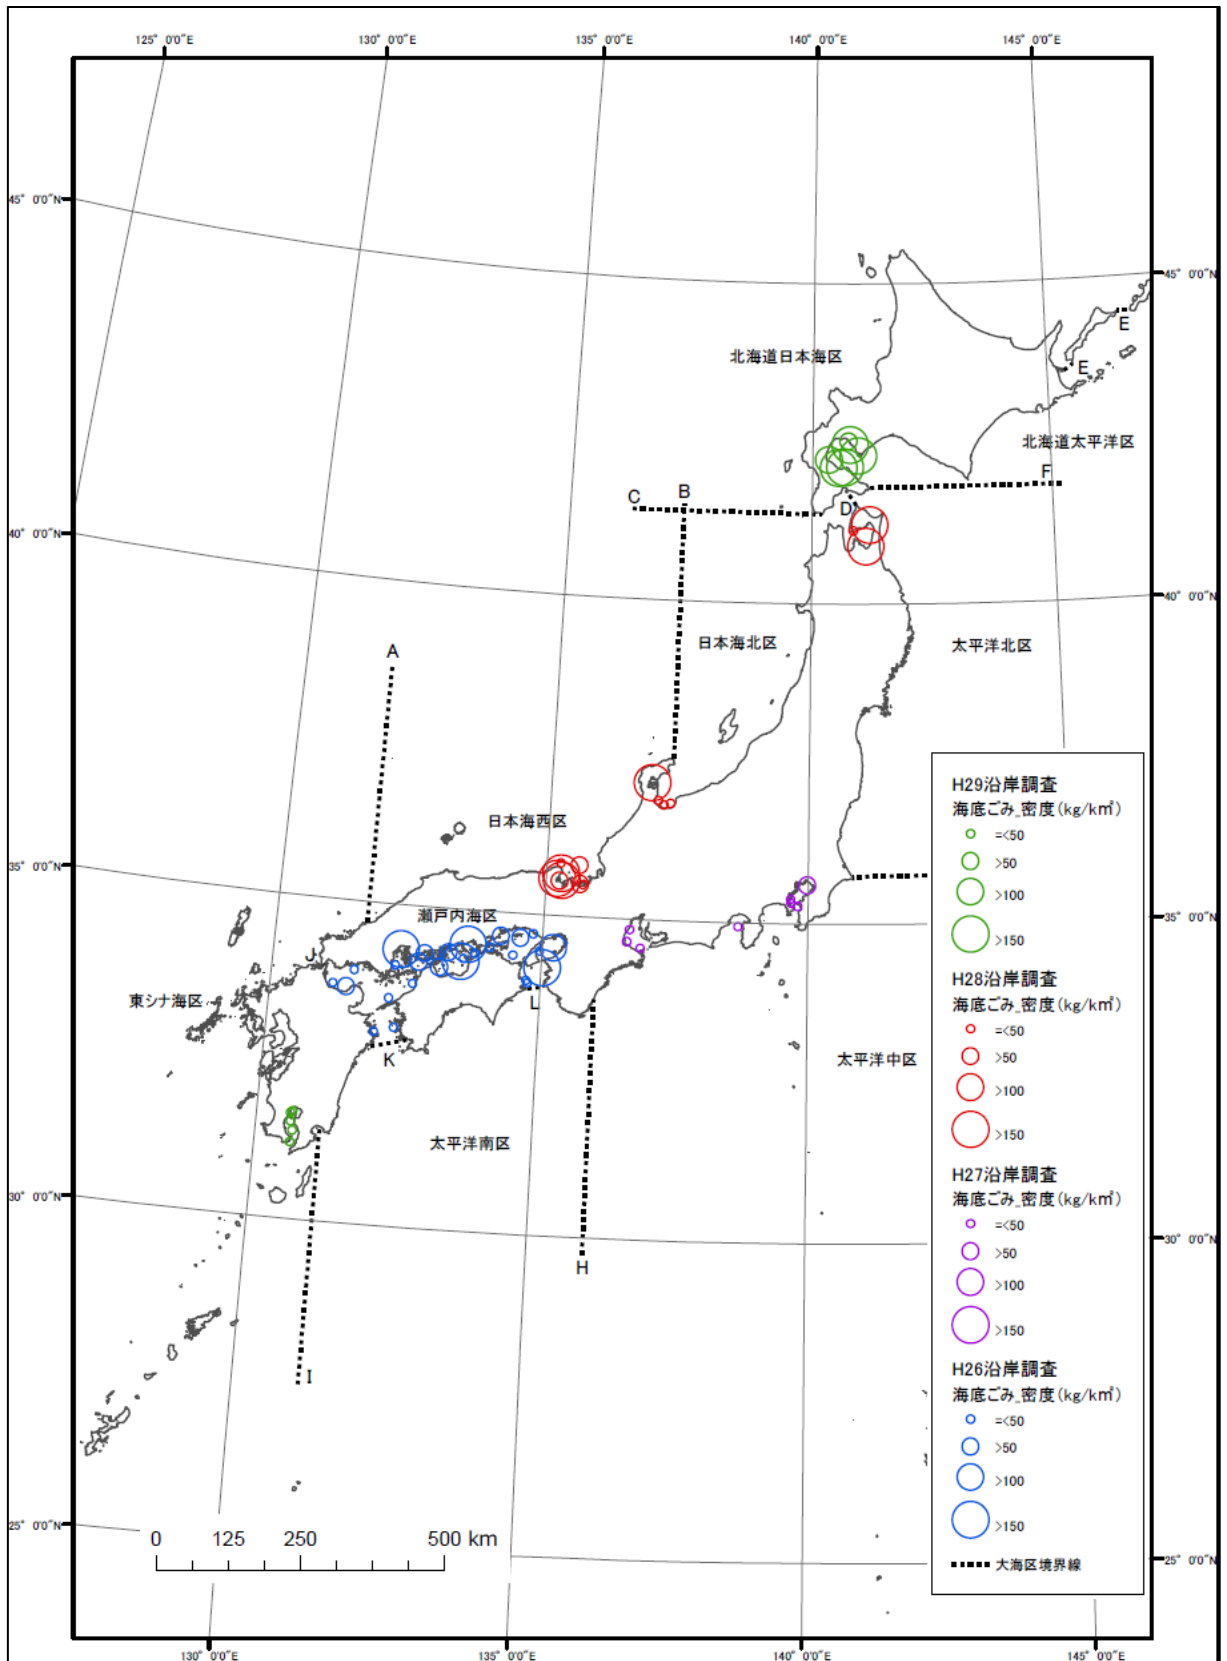 125° 0'0"E
130° 0'0"E
135° 0'0"E
140° 0'0"E
145° 0'0"E
45° 0'0"N
45° 0'0"N
E
北海道日本海区
E
北海道太平洋区
F
B
C
D
40° 0'0"N
40° 0'0"N
日本海北区
太平洋北区
A
日本海西区
35° 0'0"N
35° 0'0"N
瀬戸内海区
J
東シナ海区
L
K
太平洋中区
太平洋南区
30° 0'0"N
30° 0'0"N
H
I
H29沿岸調査
海底ごみ_密度(kg/k㎡)
=<50
>50
>100
>150
H28沿岸調査
海底ごみ_密度(kg/k㎡)
=<50
>50
>100
>150
H27沿岸調査
海底ごみ_密度(kg/k㎡)
=<50
>50
>100
>150
H26沿岸調査
海底ごみ_密度(kg/k㎡)
=<50
>50
>100
>150
大海区境界線
25° 0'0"N
25° 0'0"N
0 125 250 500 km
130° 0'0"E
135° 0'0"E
140° 0'0"E
145° 0'0"E